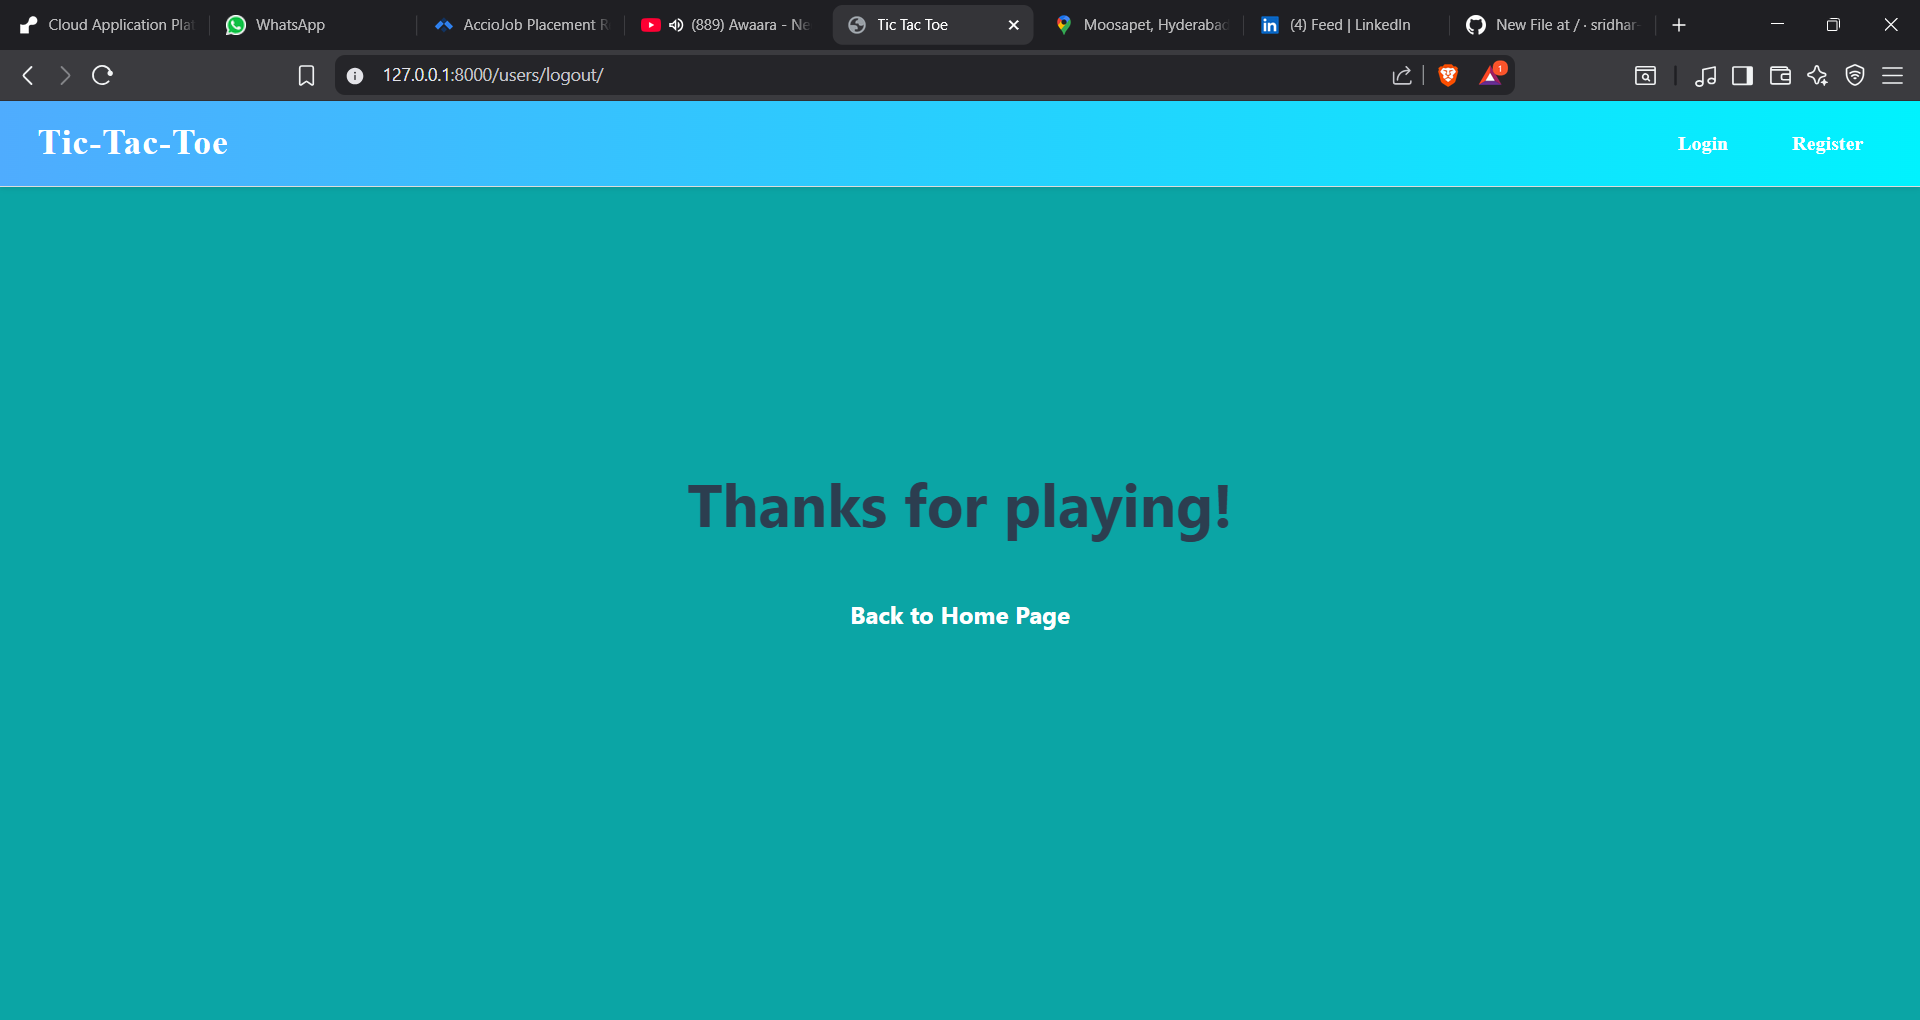 Cloud Application Pla
WhatsApp
AccioJob Placement R
(889) Awaara - Ne
Tic Tac Toe
Moosapet, Hyderabad
(4) Feed | LinkedIn
New File at / · sridhar-
127.0.0.1:8000/users/logout/
1
Tic-Tac-Toe
Login
Register
Thanks for playing!
Back to Home Page